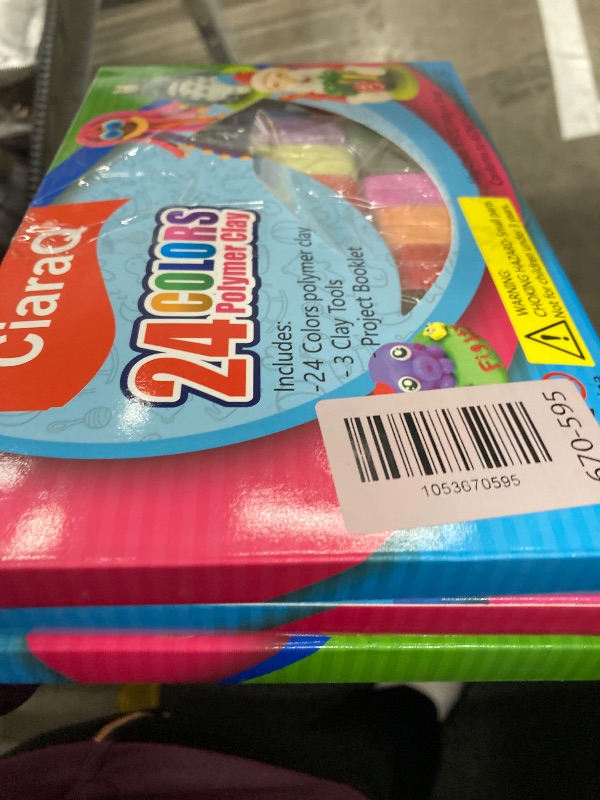 CiaraQ
24 COLORS
Polymer Clay
Includes:
-24 Colors polymer clay
-3 Clay Tools
Project Booklet
WARNING:
CHOKING HAZARD-Small parts
Not for children under 3 years.
1053670595
670-595